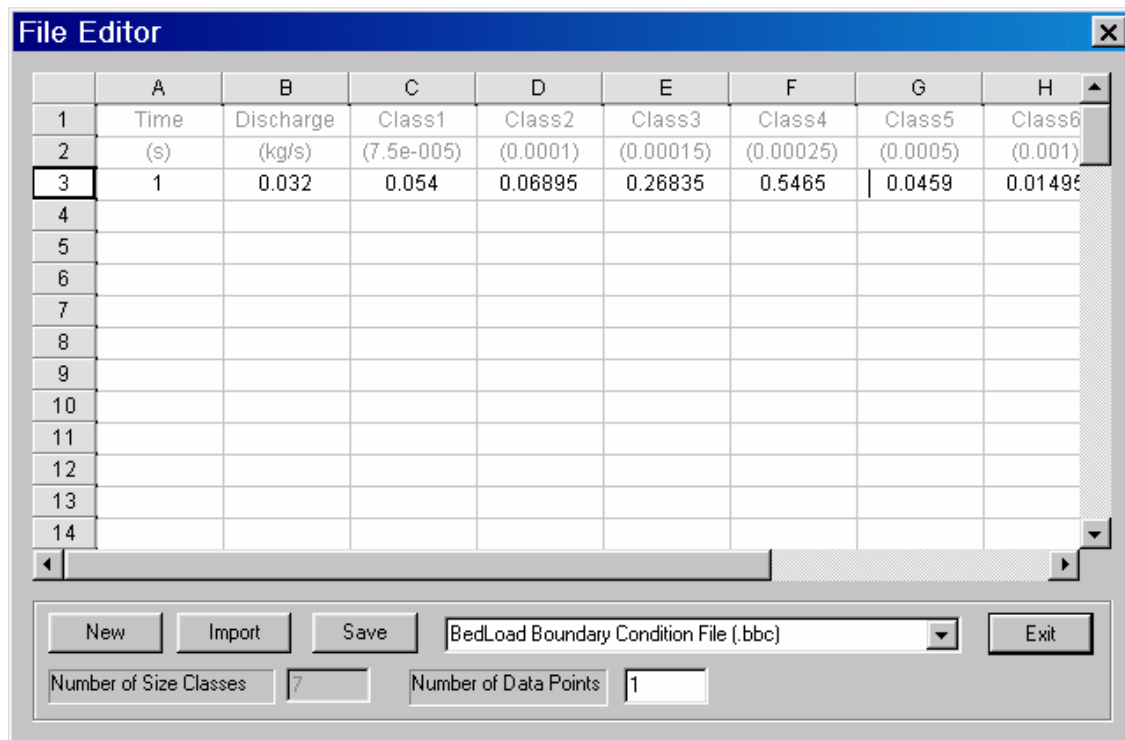 File Editor
A B C D E F G H
1 Time Discharge Class1 Class2 Class3 Class4 Class5 Class6
2 (s) (kg/s) (7.5e-005) (0.0001) (0.00015) (0.00025) (0.0005) (0.001)
3 1 0.032 0.054 0.06895 0.26835 0.5465 0.0459 0.01495
4
5
6
7
8
9
10
11
12
13
14
New Import Save BedLoad Boundary Condition File (.bbc) Exit
Number of Size Classes 7 Number of Data Points 1